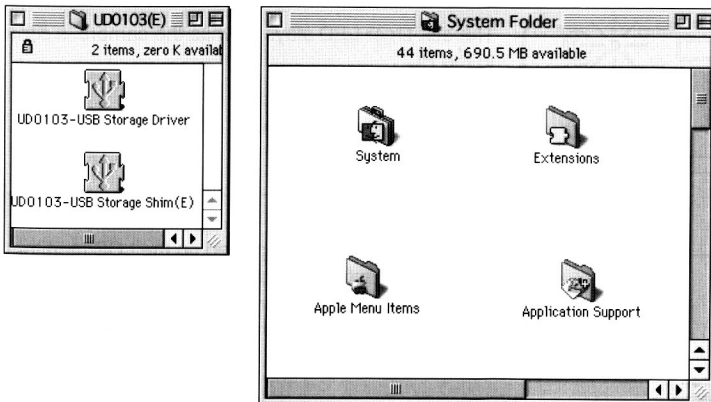 UD0103(E)
2 items, zero K availab
UD0103-USB Storage Driver
UD0103-USB Storage Shim(E)
System Folder
44 items, 690.5 MB available
System
Extensions
Apple Menu Items
Application Support